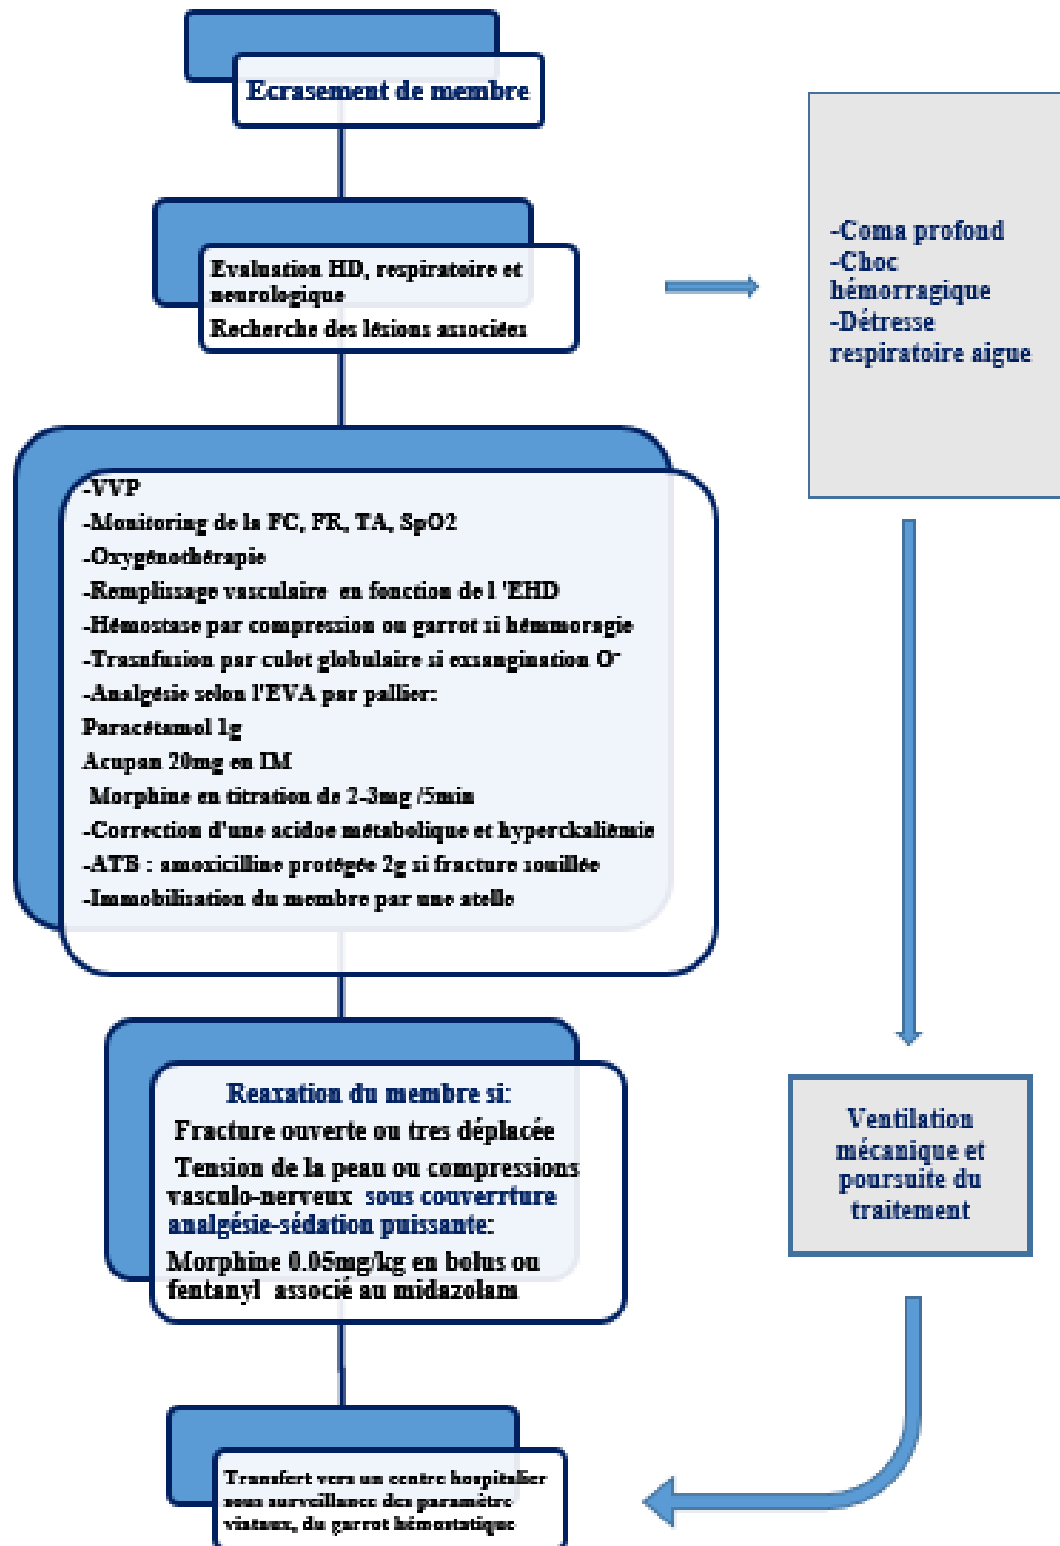 Ecrasement de membre
Evaluation HD, respiratoire et
neurologique
Recherche des lésions associées
-Coma profond
-Choc
hémorragique
-Détresse
respiratoire aigue
-VVP
-Monitoring de la FC, FR, TA, SpO2
-Oxygénothérapie
-Remplissage vasculaire en fonction de l 'EHD
-Hémostase par compression ou garrot si hémmoragie
-Trasnfusion par culot globulaire si exsangination O⁻
-Analgésie selon l'EVA par pallier:
Paracétamol 1g
Acupan 20mg en IM
Morphine en titration de 2-3mg /5min
-Correction d'une acidoe métabolique et hyperckaliémie
-ATB : amoxicilline protégée 2g si fracture souillée
-Immobilisation du membre par une atelle
Reaxation du membre si:
Fracture ouverte ou tres déplacée
Tension de la peau ou compressions
vasculo-nerveux sous couverrture
analgésie-sédation puissante:
Morphine 0.05mg/kg en bolus ou
fentanyl associé au midazolam
Ventilation
mécanique et
poursuite du
traitement
Transfert vers un centre hospitalier
sous surveillance des paramétre
viataux, du garrot hémostatique